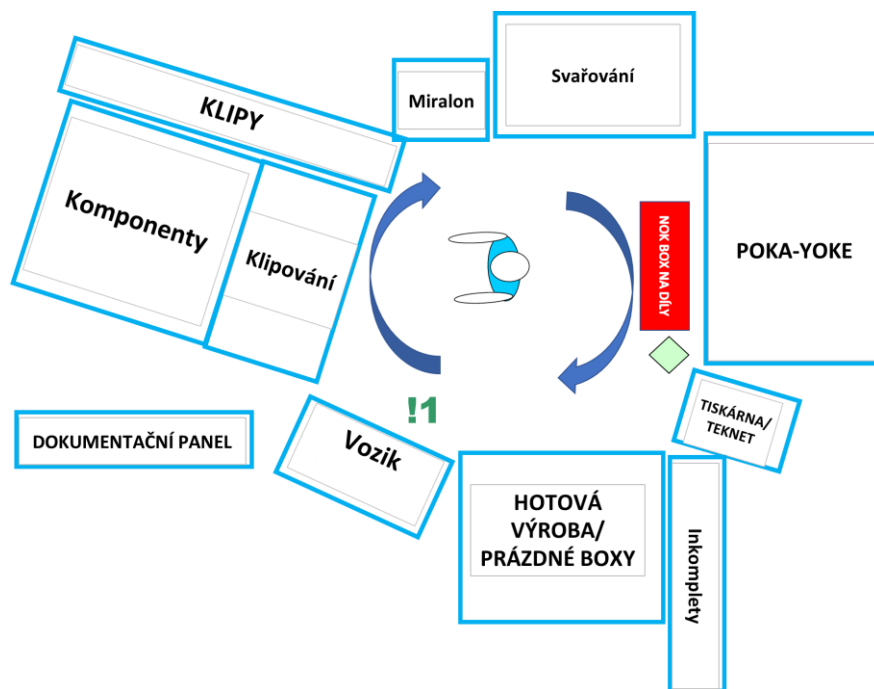 KLIPY
Miralon
Svařování
Komponenty
Klipování
NOK BOX NA DÍLY
POKA-YOKE
!1
TISKÁRNA/
TEKNET
DOKUMENTAČNÍ PANEL
Vozik
HOTOVÁ
VÝROBA/
PRÁZDNÉ BOXY
Inkomplety